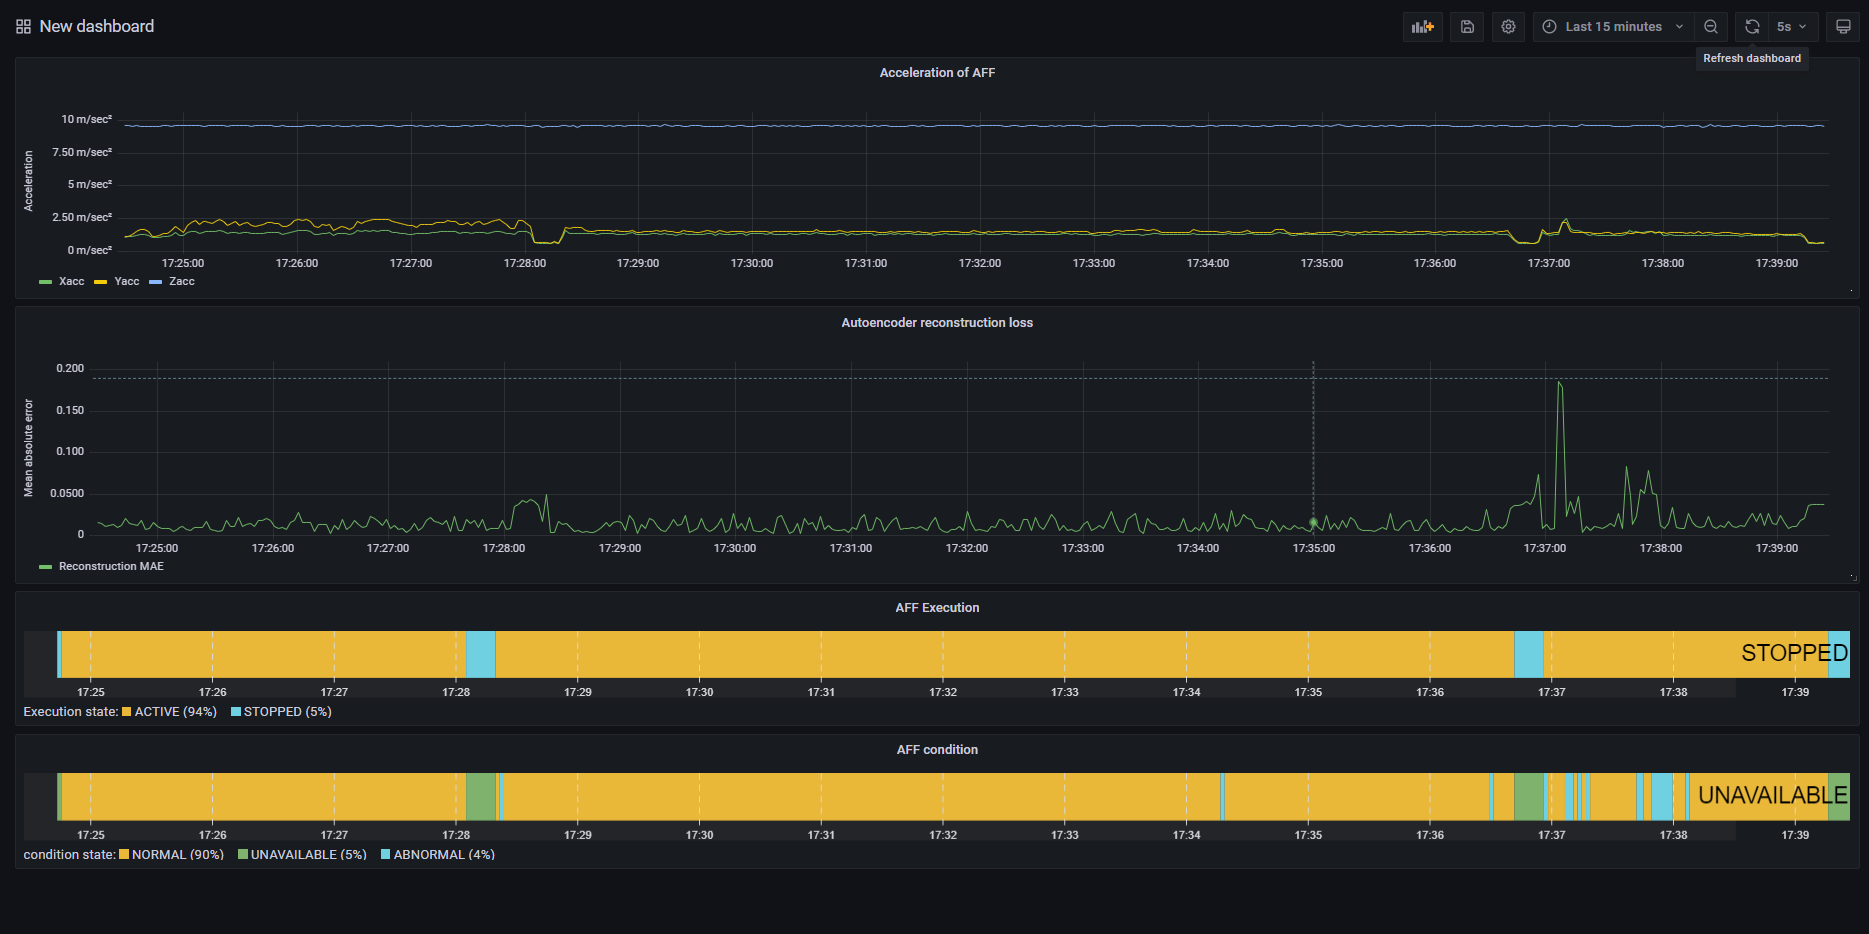 New dashboard
Last 15 minutes
5s
Refresh dashboard
Acceleration of AFF
Acceleration
10 m/sec²
7.50 m/sec²
5 m/sec²
2.50 m/sec²
0 m/sec²
17:25:00 17:26:00 17:27:00 17:28:00 17:29:00 17:30:00 17:31:00 17:32:00 17:33:00 17:34:00 17:35:00 17:36:00 17:37:00 17:38:00 17:39:00
Xacc Yacc Zacc
Autoencoder reconstruction loss
Mean absolute error
0.200
0.150
0.100
0.0500
0
17:25:00 17:26:00 17:27:00 17:28:00 17:29:00 17:30:00 17:31:00 17:32:00 17:33:00 17:34:00 17:35:00 17:36:00 17:37:00 17:38:00 17:39:00
Reconstruction MAE
AFF Execution
STOPPED
17:25 17:26 17:27 17:28 17:29 17:30 17:31 17:32 17:33 17:34 17:35 17:36 17:37 17:38 17:39
Execution state: ACTIVE (94%) STOPPED (5%)
AFF condition
UNAVAILABLE
17:25 17:26 17:27 17:28 17:29 17:30 17:31 17:32 17:33 17:34 17:35 17:36 17:37 17:38 17:39
condition state: NORMAL (90%) UNAVAILABLE (5%) ABNORMAL (4%)